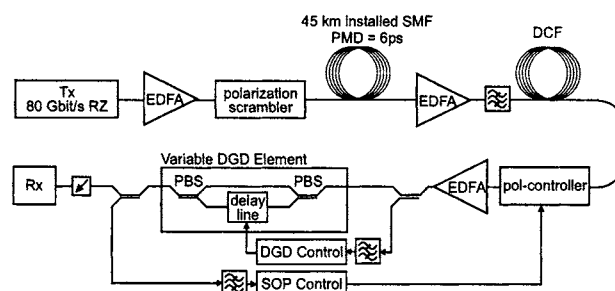 45 km installed SMF
PMD = 6ps
DCF
Tx
80 Gbit/s RZ
EDFA
polarization
scrambler
EDFA
Variable DGD Element
Rx
PBS
PBS
delay
line
EDFA
pol-controller
DGD Control
SOP Control